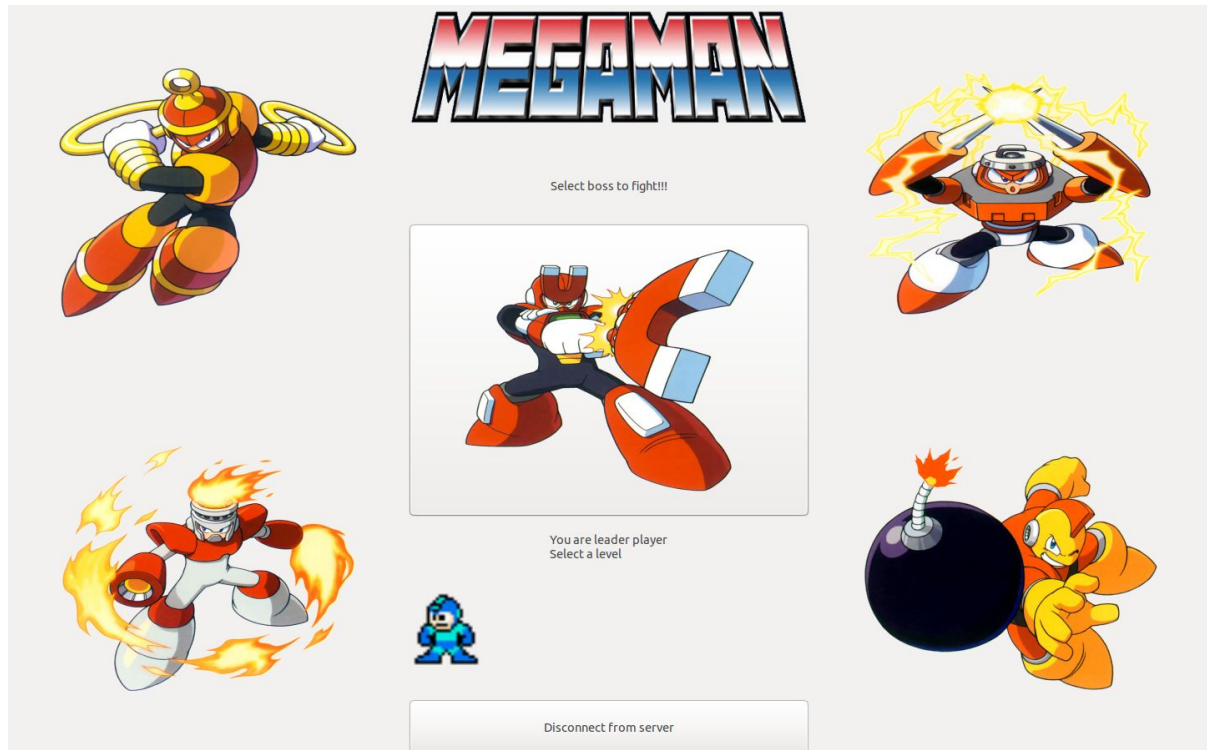 MEGAMAN
Select boss to fight!!!
You are leader player
Select a level
Disconnect from server